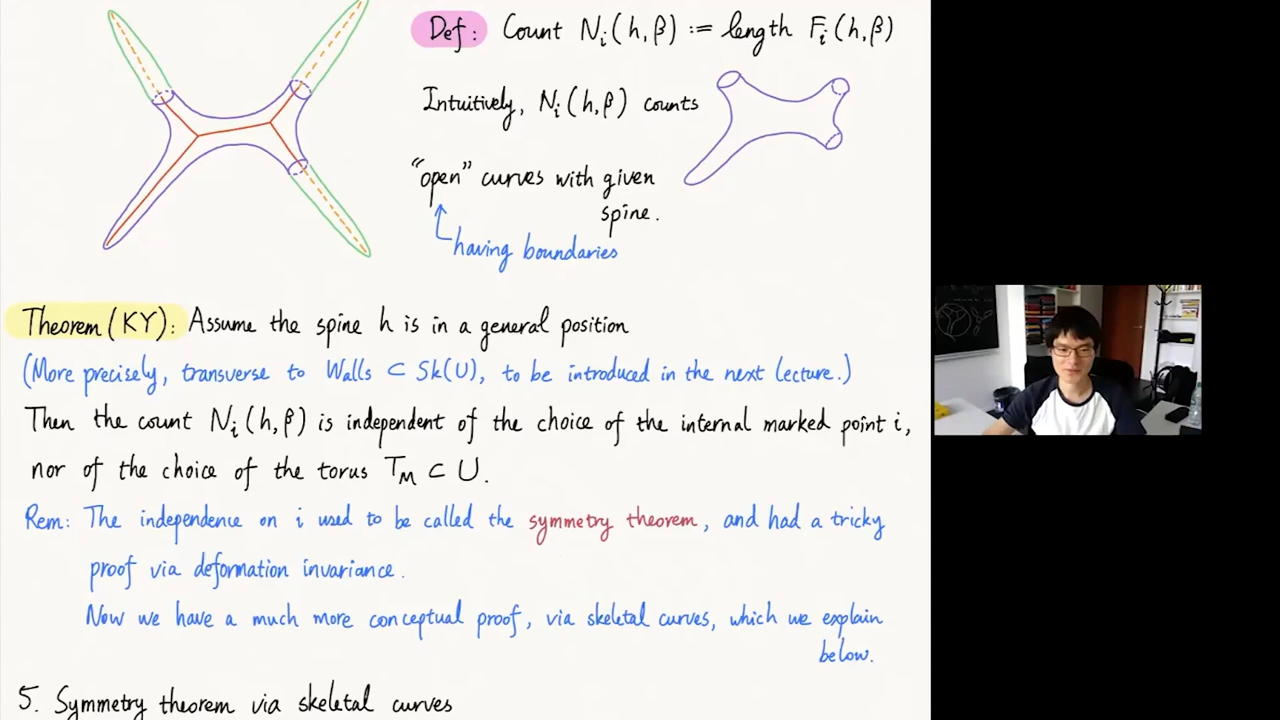 Def: Count Nᵢ(h, β) := length Fᵢ(h, β)
Intuitively, Nᵢ(h, β) counts
"open" curves with given
spine.
having boundaries
Theorem (KY): Assume the spine h is in a general position
(More precisely, transverse to Walls ⊂ Sk(U), to be introduced in the next lecture.)
Then the count Nᵢ(h, β) is independent of the choice of the internal marked point i,
nor of the choice of the torus T_M ⊂ U.
Rem: The independence on i used to be called the symmetry theorem, and had a tricky
proof via deformation invariance.
Now we have a much more conceptual proof, via skeletal curves, which we explain
below.
5. Symmetry theorem via skeletal curves